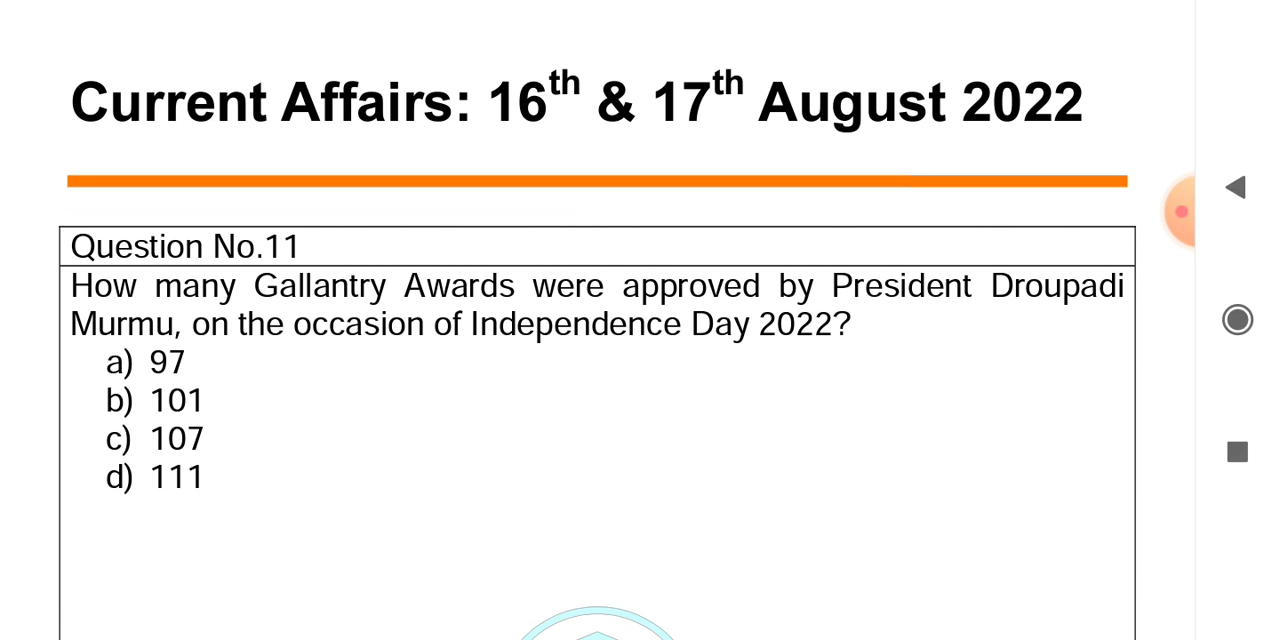 Current Affairs: 16th & 17th August 2022
Question No.11
How many Gallantry Awards were approved by President Droupadi
Murmu, on the occasion of Independence Day 2022?
a) 97
b) 101
c) 107
d) 111